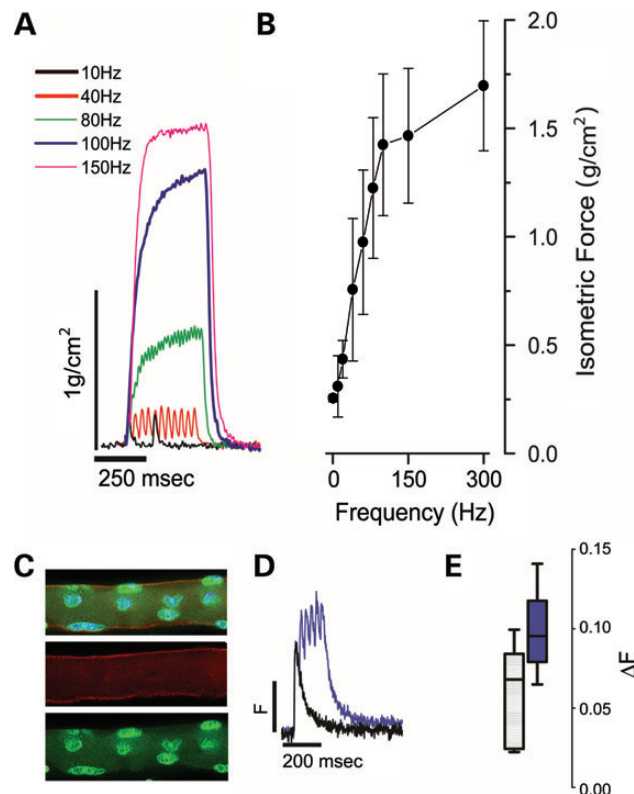 A
10Hz
40Hz
80Hz
100Hz
150Hz
1g/cm²
250 msec
B
2.0
1.5
1.0
0.5
0.0
Isometric Force (g/cm²)
0 150 300
Frequency (Hz)
C
D
F
200 msec
E
0.15
0.10
0.05
0.00
ΔF